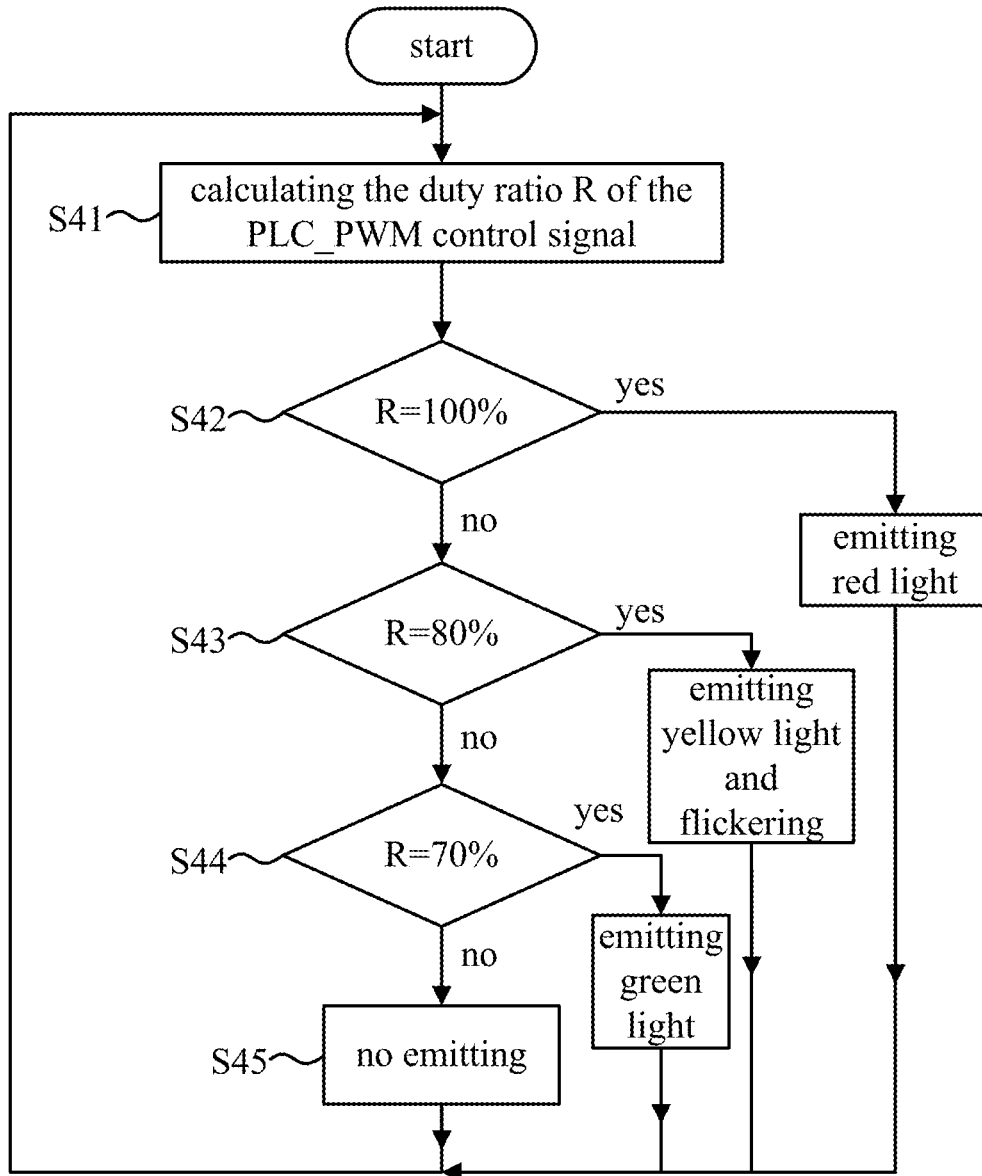 start
calculating the duty ratio R of the
PLC_PWM control signal
S41
yes
R=100%
S42
no
emitting
red light
yes
R=80%
S43
emitting
yellow light
and
flickering
no
yes
R=70%
S44
emitting
green
light
no
no emitting
S45